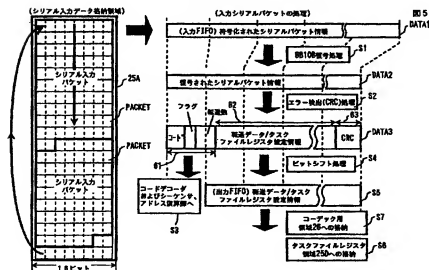 図5
(シリアル入力データ格納領域)
シリアル入力
パケット
25A
PACKET
PACKET
シリアル入力
パケット
18ビット
(入力シリアルパケットの処理)
(入力FIFO) 符号化されたシリアルパケット情報
DATA1
8B10B復号処理
S1
復号されたシリアルパケット情報
DATA2
エラー検出(CRC)処理
S2
フラグ
転送数
62
63
コード
転送データ/タスク
ファイルレジスタ設定情報
CRC
DATA3
61
ビットシフト処理
S4
コードデコーダ
およびシーケンサ、
アドレス演算部へ
S3
(出力FIFO) 転送データ/タスク
ファイルレジスタ設定情報
S5
コーデック用
領域26への格納
S7
タスクファイルレジスタ
領域25Dへの格納
S6